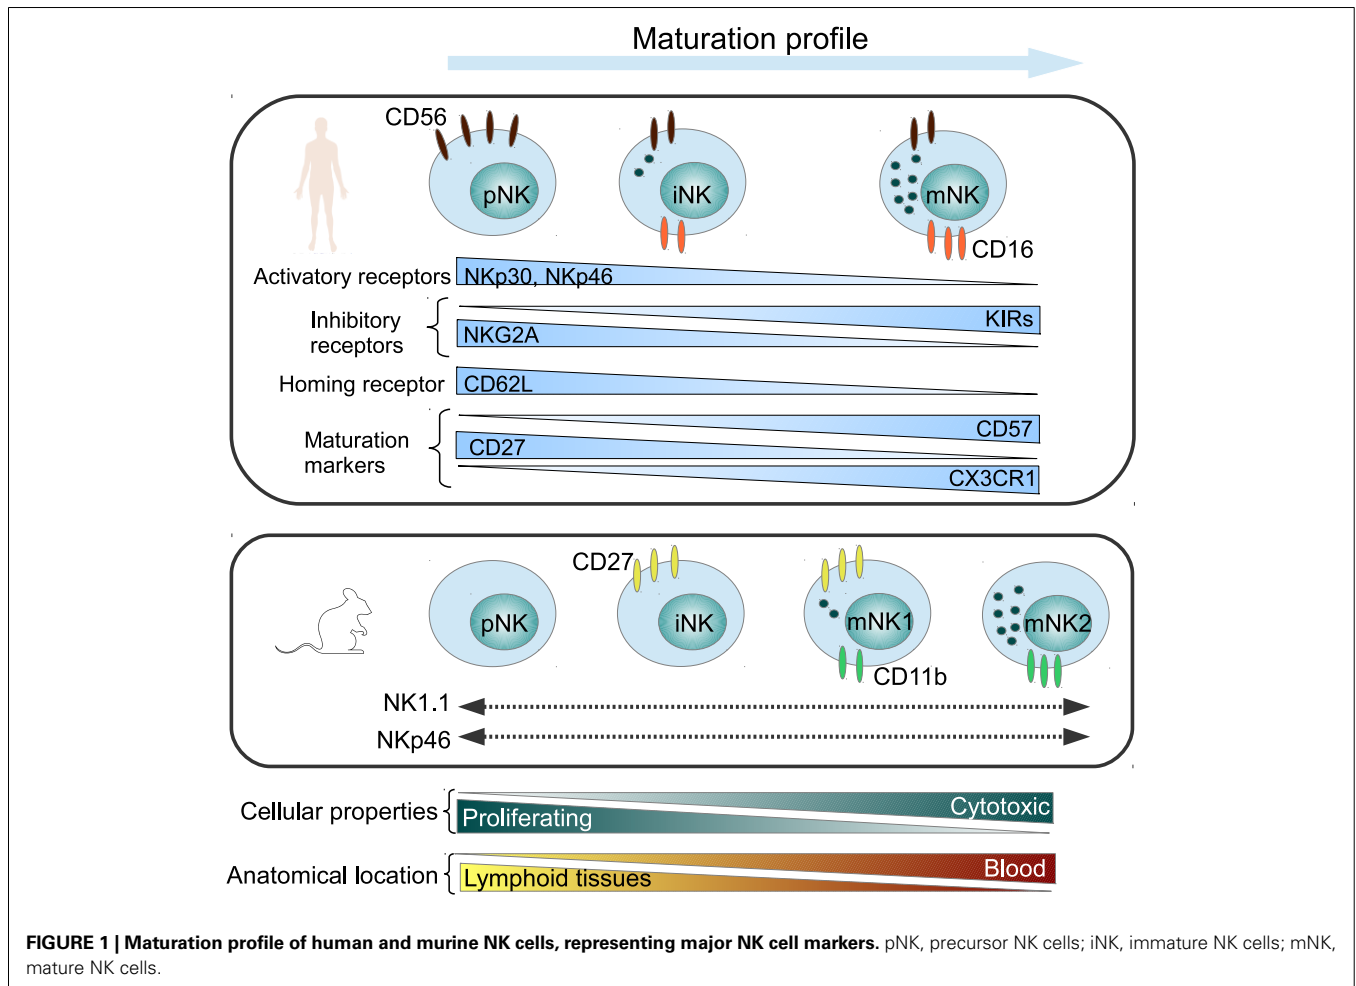 Maturation profile
CD56
pNK
iNK
mNK
CD16
Activatory receptors
NKp30, NKp46
Inhibitory
receptors
KIRs
NKG2A
Homing receptor
CD62L
Maturation
markers
CD57
CD27
CX3CR1
CD27
pNK
iNK
mNK1
mNK2
CD11b
NK1.1
NKp46
Cellular properties
Cytotoxic
Proliferating
Anatomical location
Blood
Lymphoid tissues
FIGURE 1 | Maturation profile of human and murine NK cells, representing major NK cell markers. pNK, precursor NK cells; iNK, immature NK cells; mNK,
mature NK cells.